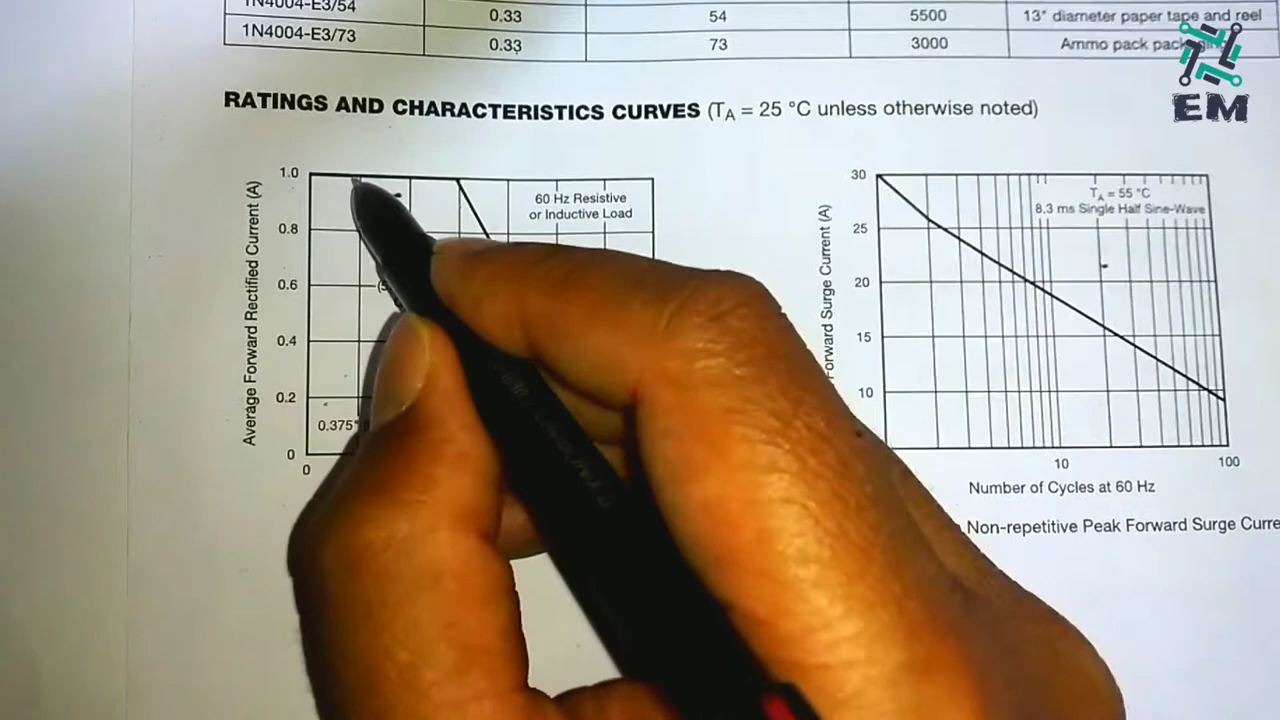 1N4004-E3/54 0.33 54 5500 13" diameter paper tape and reel
1N4004-E3/73 0.33 73 3000 Ammo pack
EM
RATINGS AND CHARACTERISTICS CURVES (TA = 25 °C unless otherwise noted)
Average Forward Rectified Current (A)
1.0
0.8
0.6
0.4
0.2
0
0
60 Hz Resistive
or Inductive Load
0.375"
Forward Surge Current (A)
30
25
20
15
10
TA = 55 °C
8.3 ms Single Half Sine-Wave
10
100
Number of Cycles at 60 Hz
Non-repetitive Peak Forward Surge